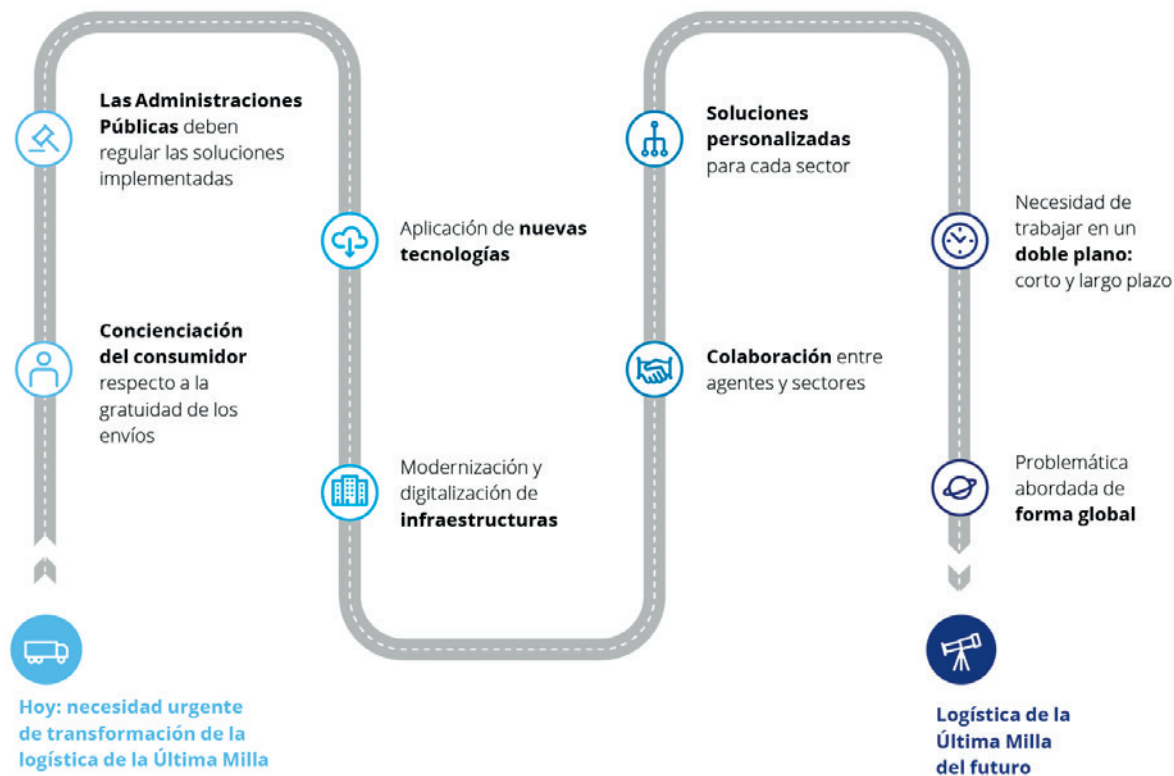 Las Administraciones
Públicas deben
regular las soluciones
implementadas
Concienciación
del consumidor
respecto a la
gratuidad de los
envíos
Hoy: necesidad urgente
de transformación de la
logística de la Última Milla
Aplicación de nuevas
tecnologías
Modernización y
digitalización de
infraestructuras
Soluciones
personalizadas
para cada sector
Colaboración entre
agentes y sectores
Necesidad de
trabajar en un
doble plano:
corto y largo plazo
Problemática
abordada de
forma global
Logística de la
Última Milla
del futuro